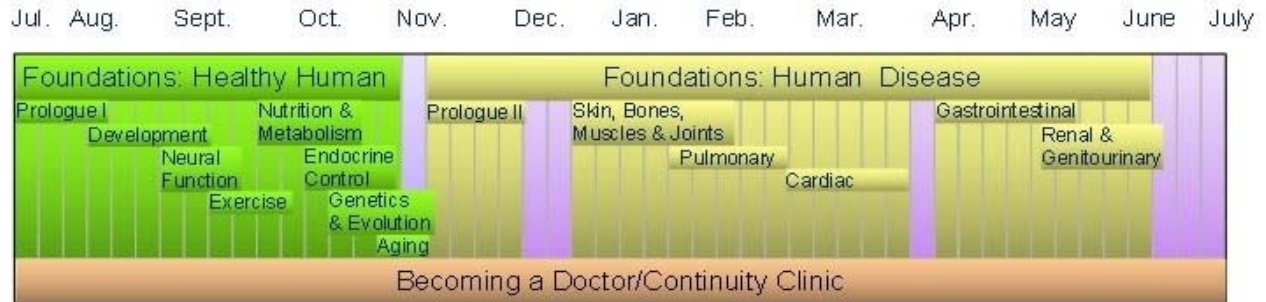 Jul. Aug. Sept. Oct. Nov. Dec. Jan. Feb. Mar. Apr. May June July
Foundations: Healthy Human
Foundations: Human Disease
Prologue I
Development
Neural
Function
Exercise
Nutrition &
Metabolism
Endocrine
Control
Genetics
& Evolution
Aging
Prologue II
Skin, Bones,
Muscles & Joints
Pulmonary
Cardiac
Gastrointestinal
Renal &
Genitourinary
Becoming a Doctor/Continuity Clinic